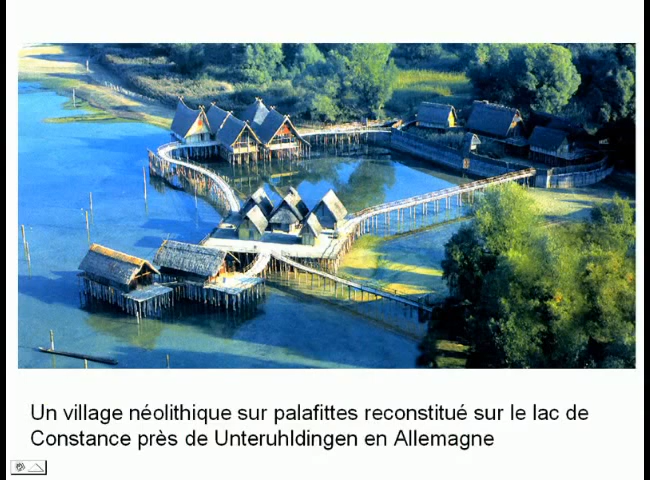 Un village néolithique sur palafittes reconstitué sur le lac de
Constance près de Unteruhldingen en Allemagne